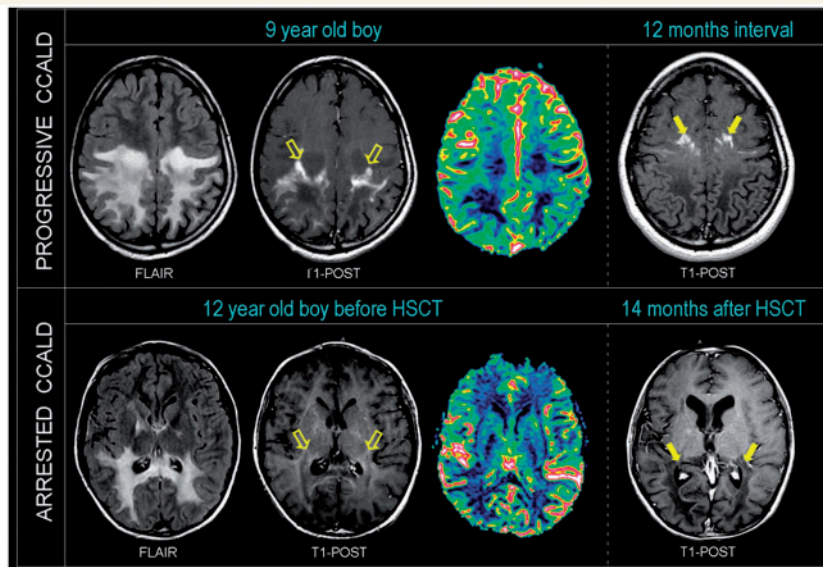 PROGRESSIVE CCALD
9 year old boy
12 months interval
FLAIR
T1-POST
T1-POST
ARRESTED CCALD
12 year old boy before HSCT
14 months after HSCT
FLAIR
T1-POST
T1-POST